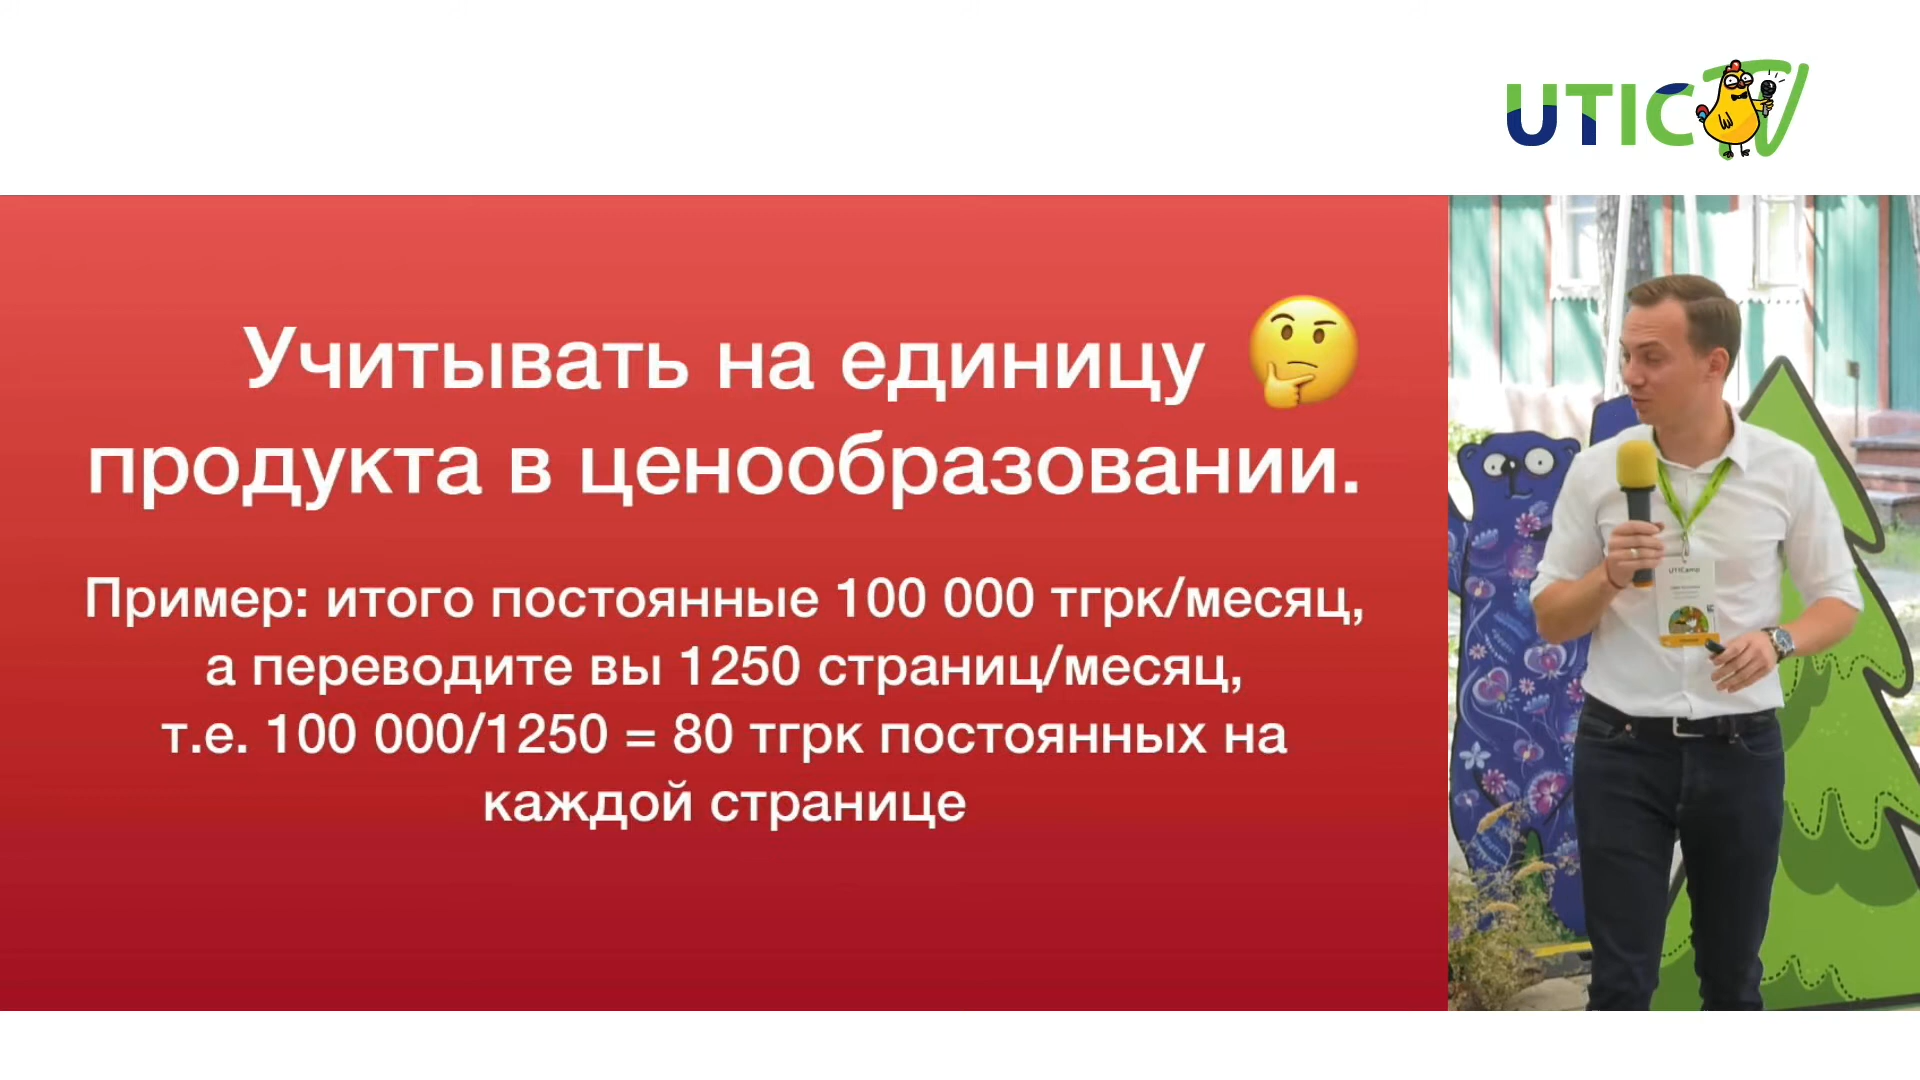 UTIC TV
Учитывать на единицу 🤔
продукта в ценообразовании.
Пример: итого постоянные 100 000 тгрк/месяц,
а переводите вы 1250 страниц/месяц,
т.е. 100 000/1250 = 80 тгрк постоянных на
каждой странице
UTICamp